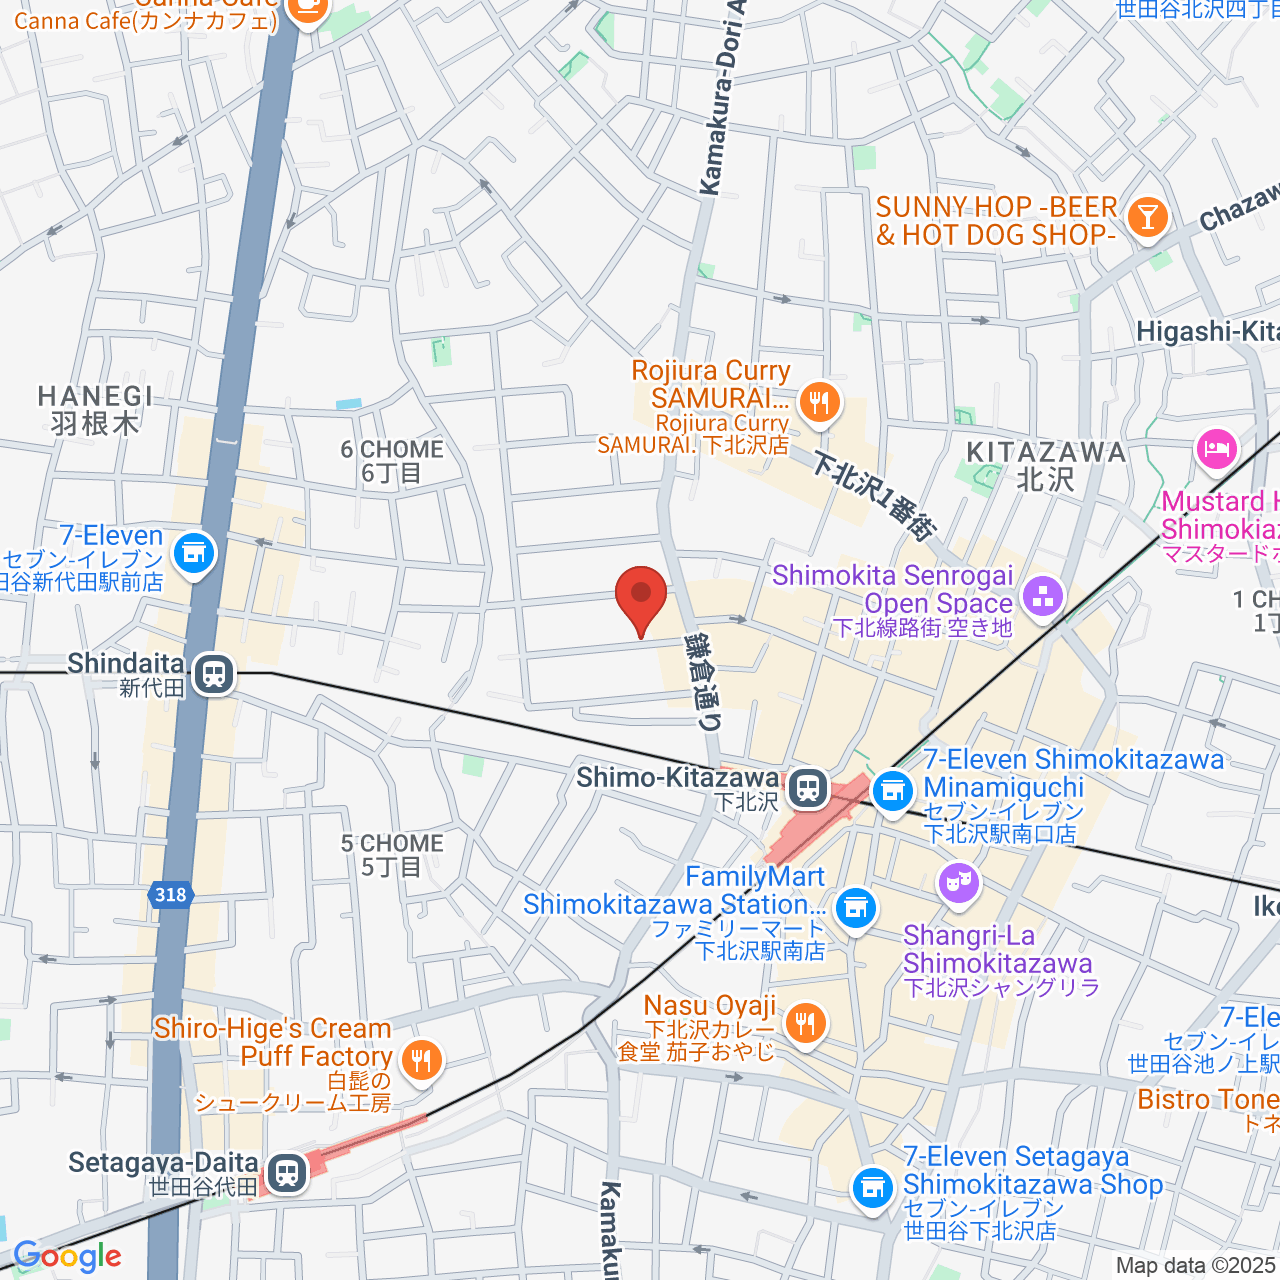 Canna Cafe
Canna Cafe(カンナカフェ)
Kamakura-Dori A
世田谷北沢四丁目
SUNNY HOP -BEER
& HOT DOG SHOP-
Chazaw
Higashi-Kita
HANEGI
羽根木
Rojiura Curry
SAMURAI...
Rojiura Curry
SAMURAI. 下北沢店
6 CHOME
6丁目
下北沢1番街
KITAZAWA
北沢
Mustard H
Shimokiaz
マスタードホ
7-Eleven
セブン-イレブン
田谷新代田駅前店
Shimokita Senrogai
Open Space
下北線路街 空き地
1 CH
1丁
Shindaita
新代田
鎌倉通り
Shimo-Kitazawa
下北沢
7-Eleven Shimokitazawa
Minamiguchi
セブン-イレブン
下北沢駅南口店
5 CHOME
5丁目
318
FamilyMart
Shimokitazawa Station...
ファミリーマート
下北沢駅南店
Iko
Shangri-La
Shimokitazawa
下北沢シャングリラ
Nasu Oyaji
下北沢カレー
食堂 茄子おやじ
Shiro-Hige's Cream
Puff Factory
白髭の
シュークリーム工房
7-Ele
セブン-イレ
世田谷池ノ上駅
Bistro Tone
トネ
Setagaya-Daita
世田谷代田
7-Eleven Setagaya
Shimokitazawa Shop
セブン-イレブン
世田谷下北沢店
Kamakur
Google
Map data ©2025